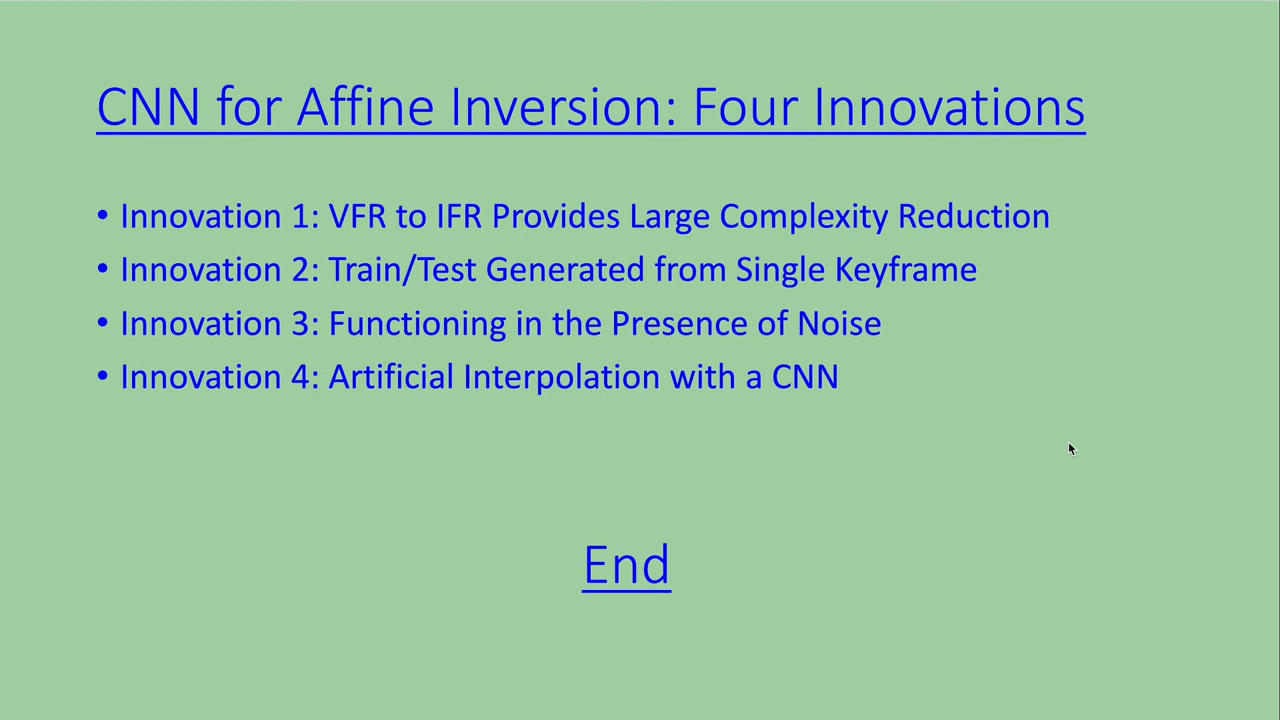 CNN for Affine Inversion: Four Innovations
• Innovation 1: VFR to IFR Provides Large Complexity Reduction
• Innovation 2: Train/Test Generated from Single Keyframe
• Innovation 3: Functioning in the Presence of Noise
• Innovation 4: Artificial Interpolation with a CNN
End